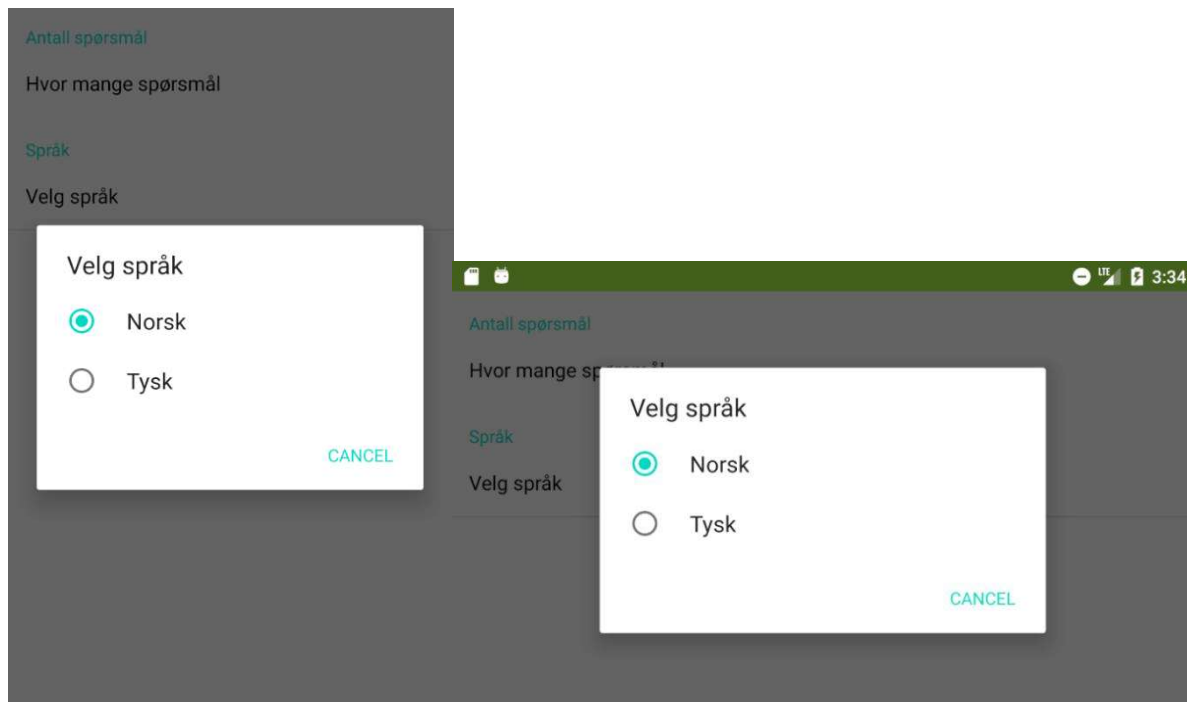 Antall spørsmål
Hvor mange spørsmål
Språk
Velg språk
Velg språk
Norsk
Tysk
CANCEL
LTE 3:34
Antall spørsmål
Hvor mange
Språk
Velg språk
Velg språk
Norsk
Tysk
CANCEL